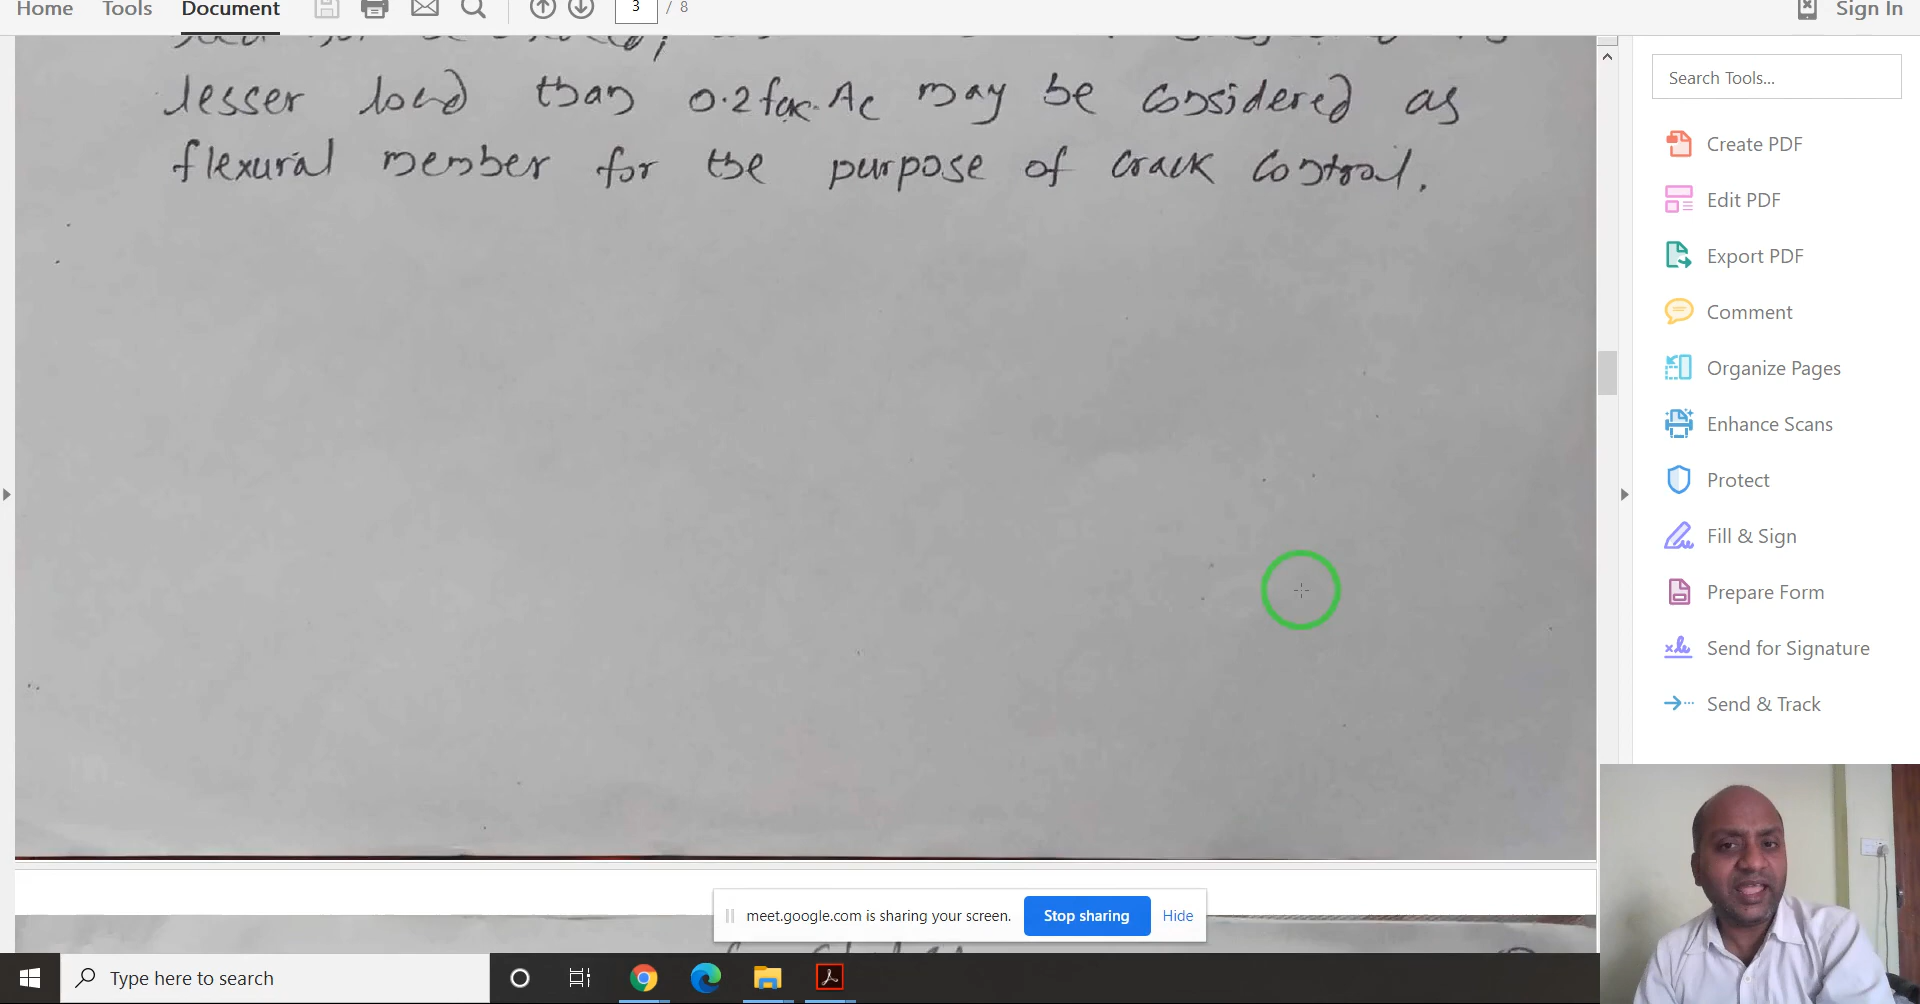 Home Tools Document 3 / 8 Sign In
lesser load than 0.2 fck. Ac may be considered as
flexural member for the purpose of crack control.
Search Tools...
Create PDF
Edit PDF
Export PDF
Comment
Organize Pages
Enhance Scans
Protect
Fill & Sign
Prepare Form
Send for Signature
Send & Track
meet.google.com is sharing your screen. Stop sharing Hide
Type here to search